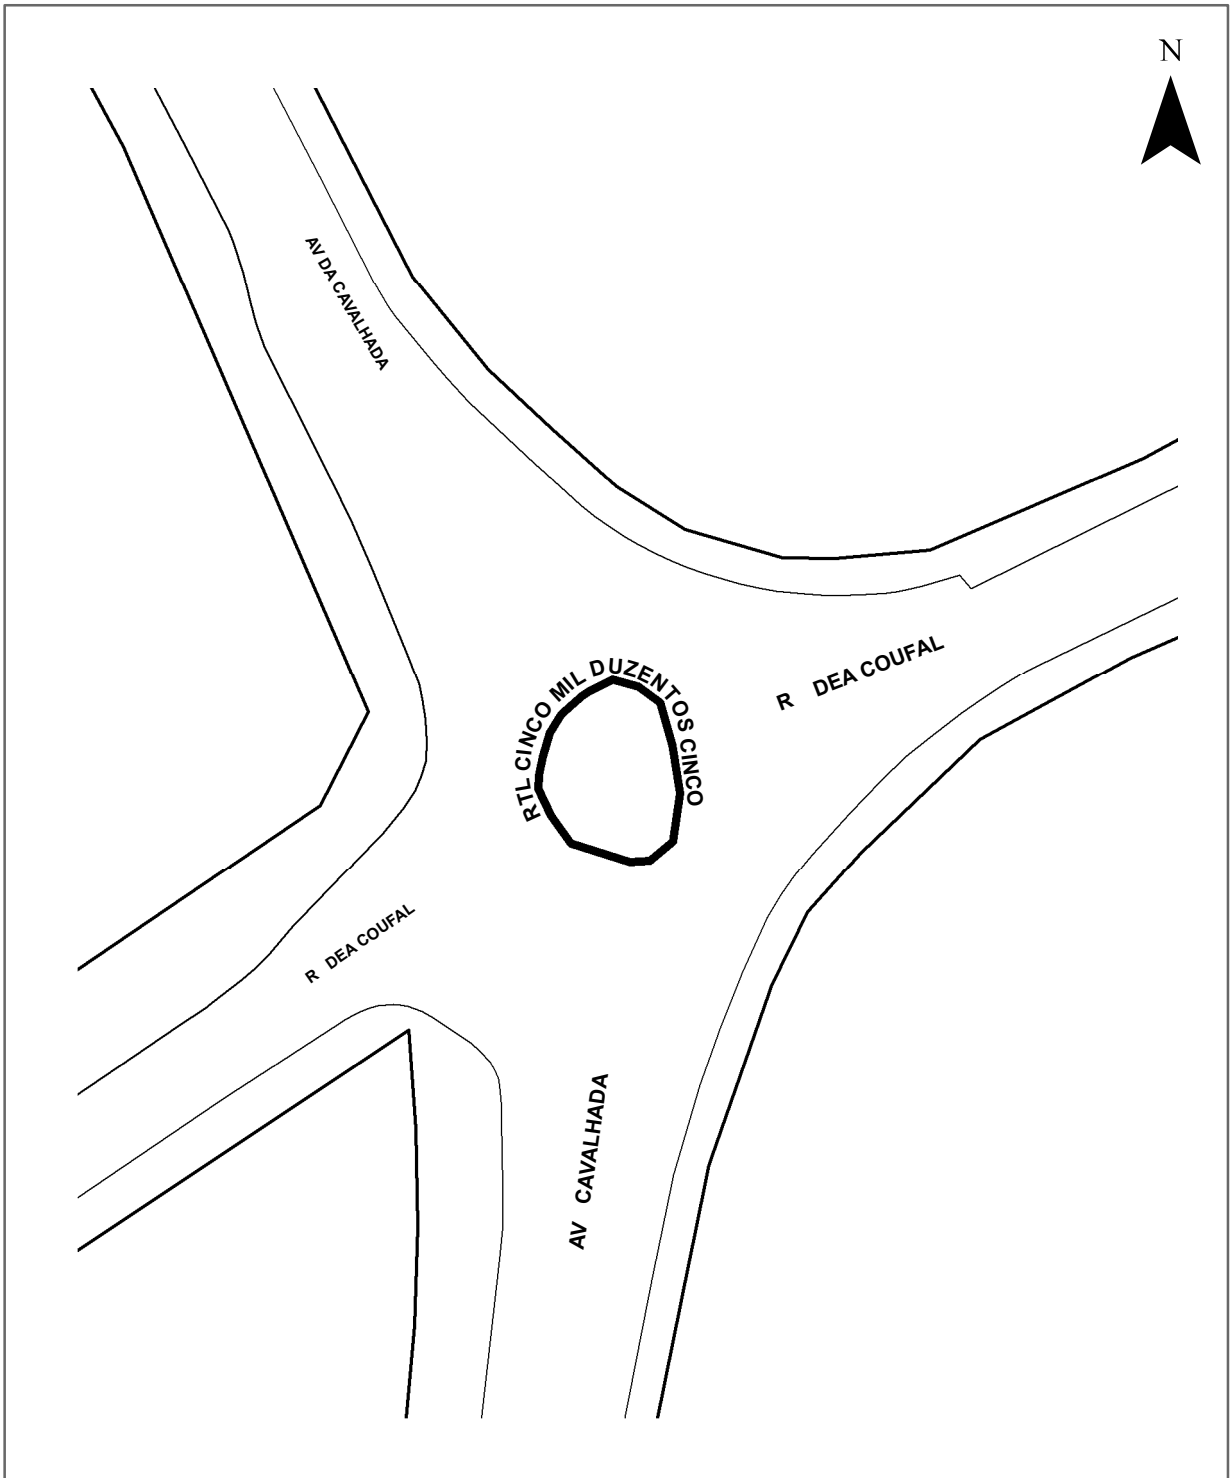 N
AV DA CAVALHADA
R DEA COUFAL
RTL CINCO MIL DUZENTOS CINCO
R DEA COUFAL
AV CAVALHADA